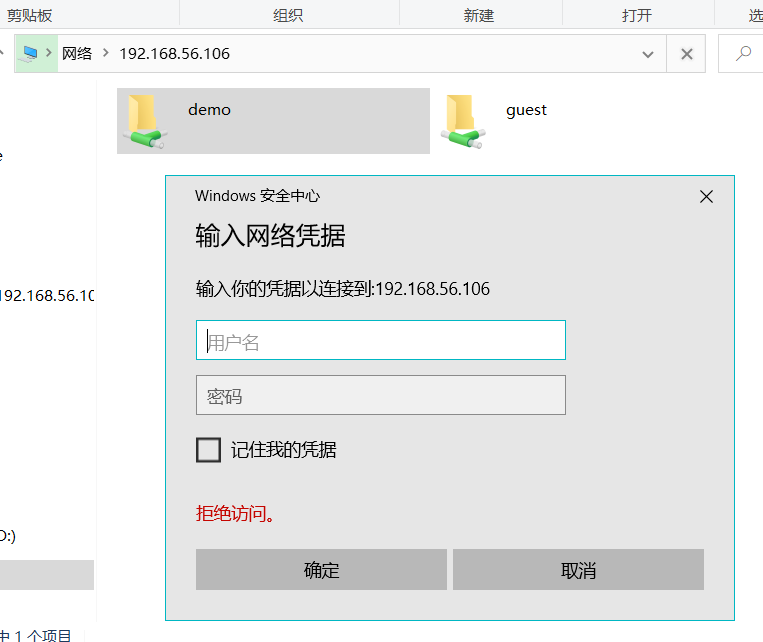 剪贴板 组织 新建 打开 选
网络 192.168.56.106
demo guest
e
Windows 安全中心
输入网络凭据
输入你的凭据以连接到:192.168.56.106
192.168.56.10
用户名
密码
记住我的凭据
拒绝访问。
D:)
确定 取消
中 1 个项目